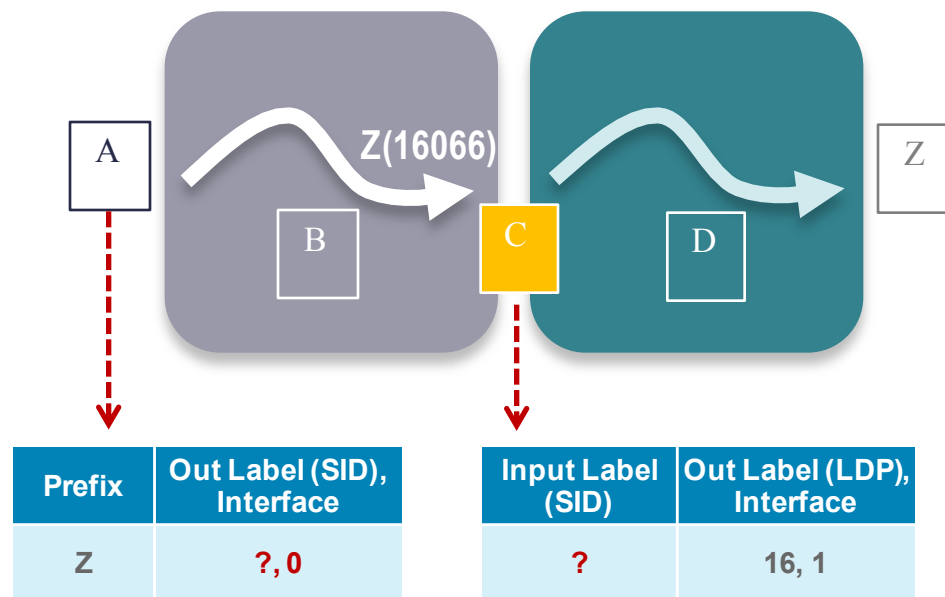 A
Z(16066)
Z
B
C
D
Prefix
Out Label (SID),
Interface
Z
?, 0
Input Label
(SID)
Out Label (LDP),
Interface
?
16, 1